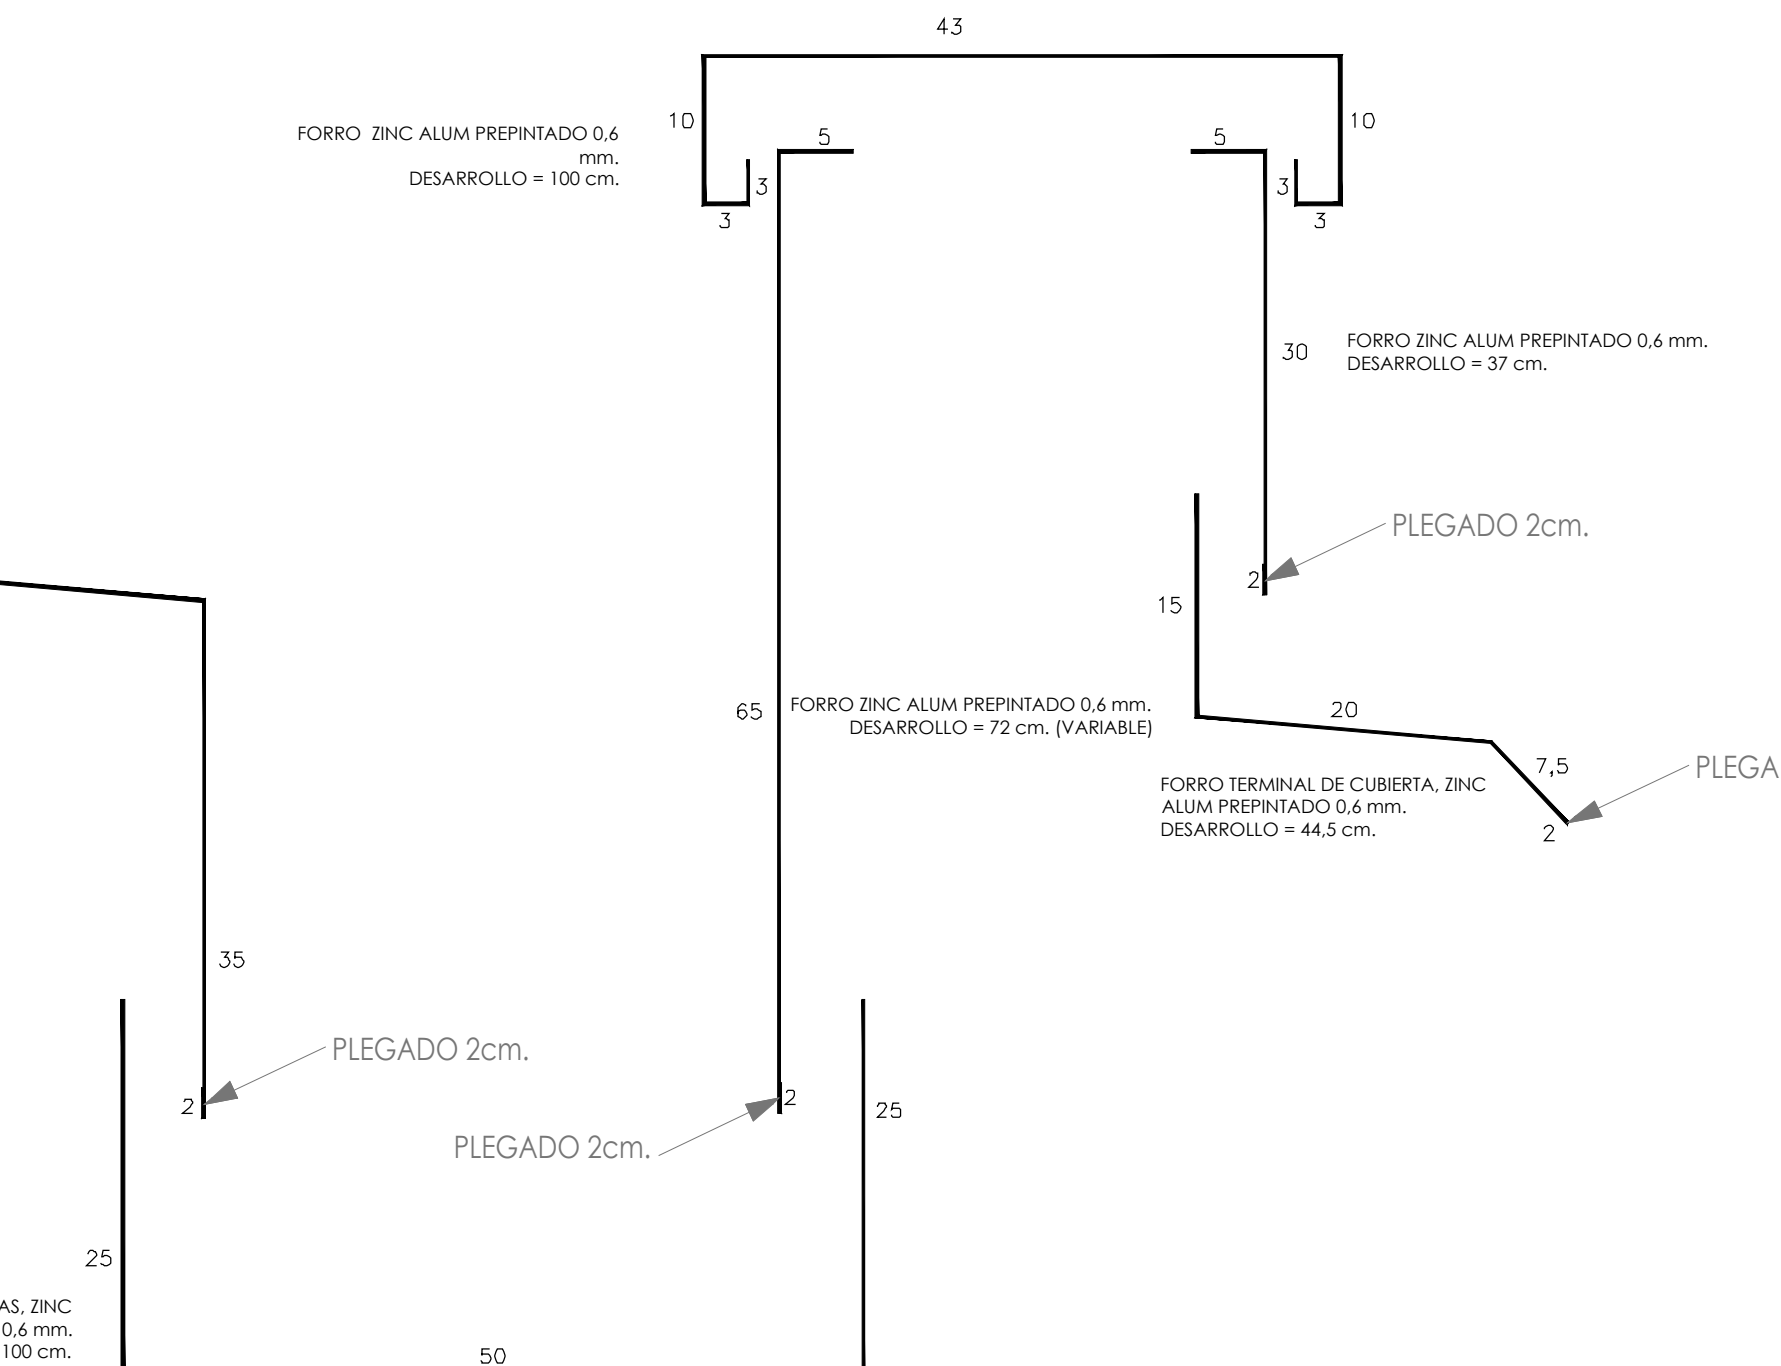 43
10
10
FORRO ZINC ALUM PREPINTADO 0,6
mm.
DESARROLLO = 100 cm.
5
5
3
3
3
3
30
FORRO ZINC ALUM PREPINTADO 0,6 mm.
DESARROLLO = 37 cm.
PLEGADO 2cm.
2
15
65
FORRO ZINC ALUM PREPINTADO 0,6 mm.
DESARROLLO = 72 cm. (VARIABLE)
20
7,5
PLEGA
FORRO TERMINAL DE CUBIERTA, ZINC
ALUM PREPINTADO 0,6 mm.
DESARROLLO = 44,5 cm.
2
35
PLEGADO 2cm.
2
2
25
PLEGADO 2cm.
25
AS, ZINC
0,6 mm.
100 cm.
50